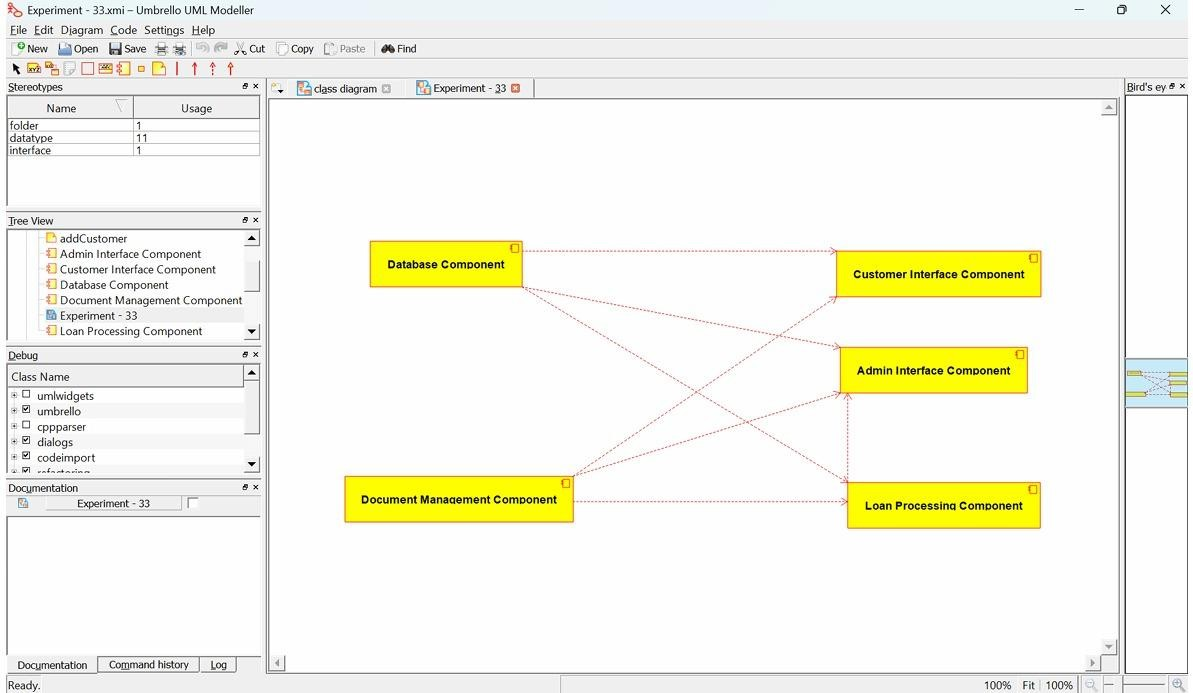 Experiment - 33.xmi – Umbrello UML Modeller
File Edit Diagram Code Settings Help
New Open Save Cut Copy Paste Find
Stereotypes
Name Usage
folder 1
datatype 11
interface 1
Tree View
addCustomer
Admin Interface Component
Customer Interface Component
Database Component
Document Management Component
Experiment - 33
Loan Processing Component
Debug
Class Name
umlwidgets
umbrello
cppparser
dialogs
codeimport
refactoring
Documentation
Experiment - 33
Documentation Command history Log
Ready.
class diagram Experiment - 33
Database Component
Customer Interface Component
Admin Interface Component
Document Management Component
Loan Processing Component
Bird's ey
100% Fit 100%